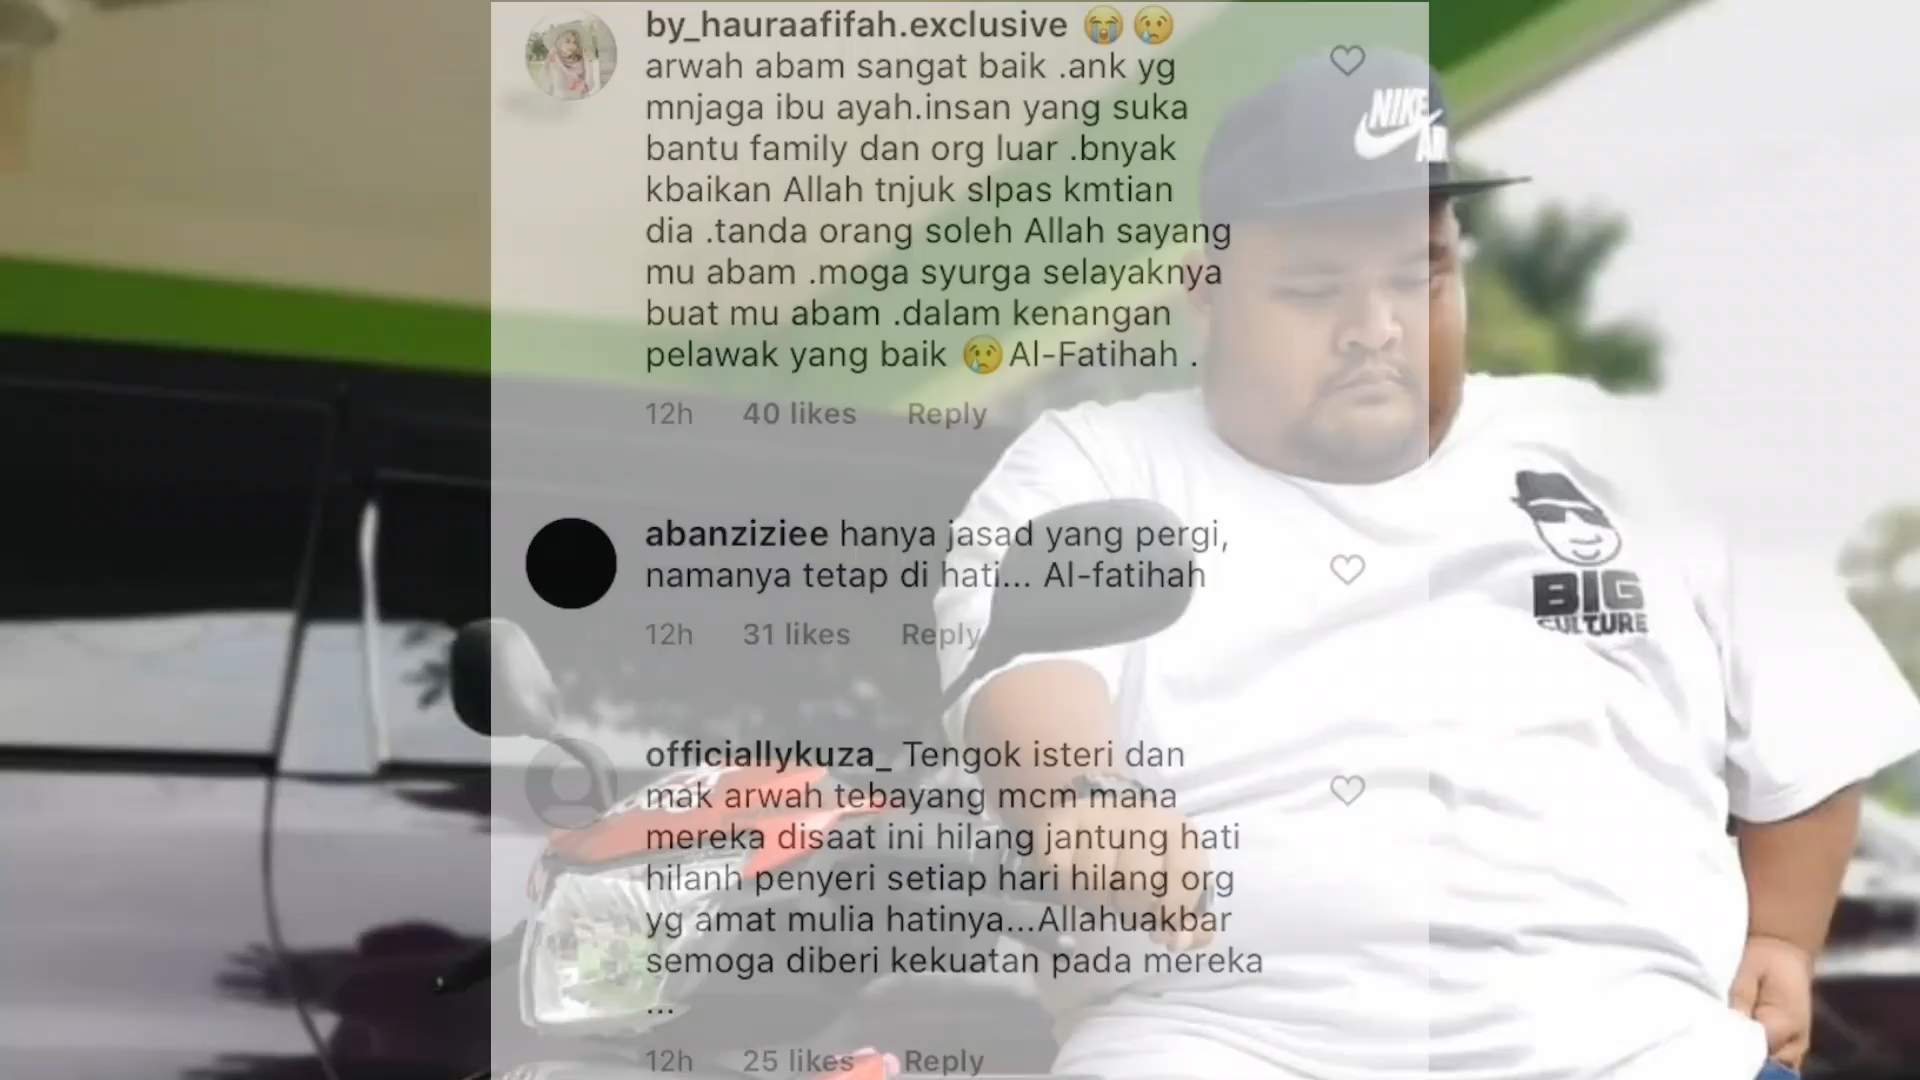 by_hauraafifah.exclusive 😭😢
arwah abam sangat baik .ank yg
mnjaga ibu ayah.insan yang suka
bantu family dan org luar .bnyak
kbaikan Allah tnjuk slpas kmtian
dia .tanda orang soleh Allah sayang
mu abam .moga syurga selayaknya
buat mu abam .dalam kenangan
pelawak yang baik 😢Al-Fatihah .
12h 40 likes Reply
abanziziee hanya jasad yang pergi,
namanya tetap di hati... Al-fatihah
12h 31 likes Reply
officiallykuza_ Tengok isteri dan
mak arwah tebayang mcm mana
mereka disaat ini hilang jantung hati
hilanh penyeri setiap hari hilang org
yg amat mulia hatinya...Allahuakbar
semoga diberi kekuatan pada mereka
...
12h 25 likes Reply
NIKE
BIG
CULTURE